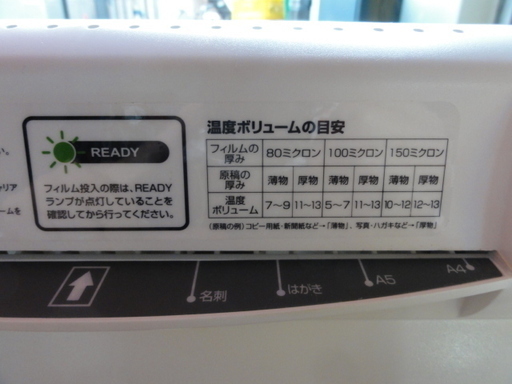 温度ボリュームの目安
READY
フィルム投入の際は、READY
ランプが点灯していることを
確認してから行ってください。
フィルムの厚み 80ミクロン 100ミクロン 150ミクロン
原稿の厚み 薄物 厚物 薄物 厚物 薄物 厚物
温度ボリューム 7〜9 11〜13 5〜7 11〜13 10〜12 12〜13
(原稿の例) コピー用紙・新聞紙など→「薄物」、写真・ハガキなど→「厚物」
名刺
はがき
A5
A4